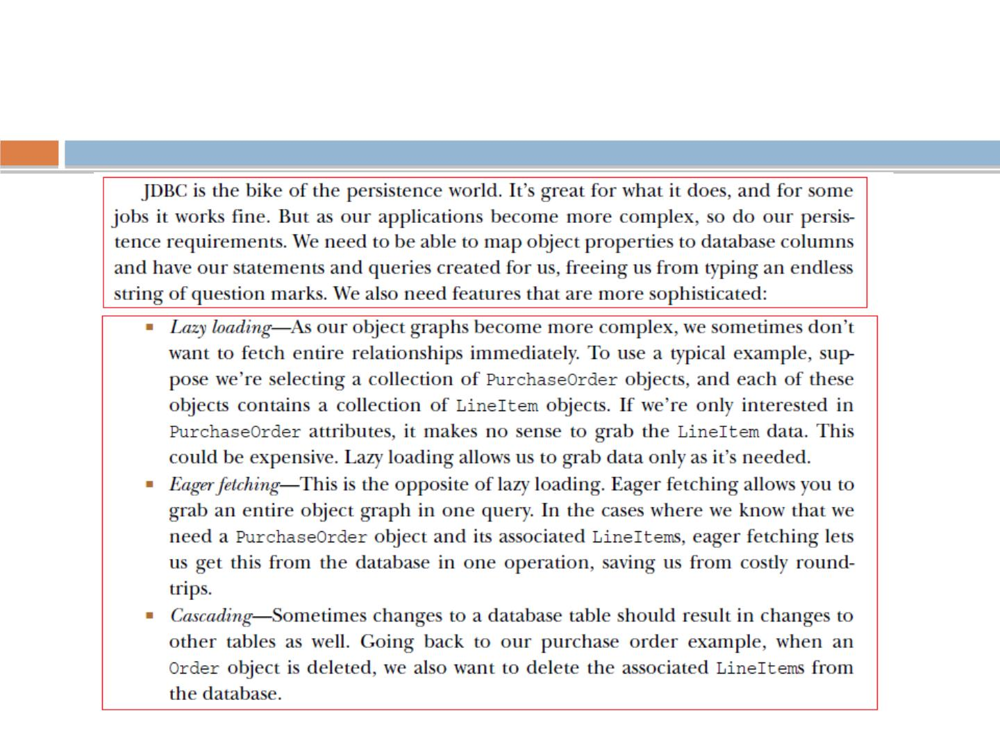 JDBC is the bike of the persistence world. It’s great for what it does, and for some
jobs it works fine. But as our applications become more complex, so do our persis-
tence requirements. We need to be able to map object properties to database columns
and have our statements and queries created for us, freeing us from typing an endless
string of question marks. We also need features that are more sophisticated:
■ Lazy loading—As our object graphs become more complex, we sometimes don’t
want to fetch entire relationships immediately. To use a typical example, sup-
pose we’re selecting a collection of PurchaseOrder objects, and each of these
objects contains a collection of LineItem objects. If we’re only interested in
PurchaseOrder attributes, it makes no sense to grab the LineItem data. This
could be expensive. Lazy loading allows us to grab data only as it’s needed.
■ Eager fetching—This is the opposite of lazy loading. Eager fetching allows you to
grab an entire object graph in one query. In the cases where we know that we
need a PurchaseOrder object and its associated LineItems, eager fetching lets
us get this from the database in one operation, saving us from costly round-
trips.
■ Cascading—Sometimes changes to a database table should result in changes to
other tables as well. Going back to our purchase order example, when an
Order object is deleted, we also want to delete the associated LineItems from
the database.